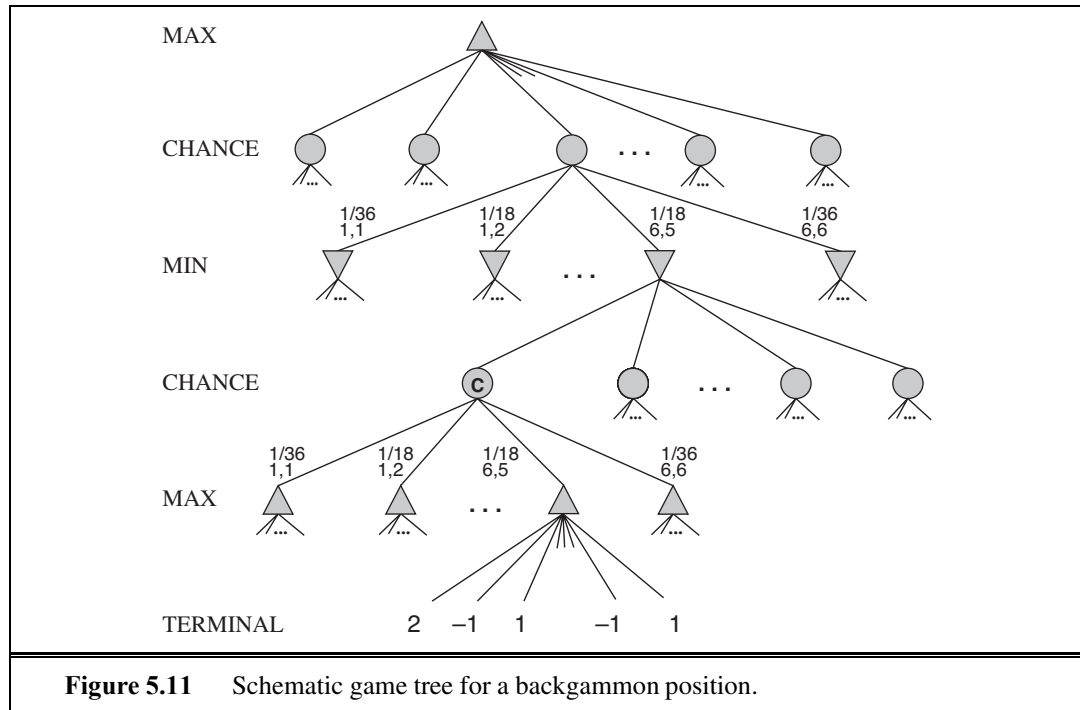 MAX
CHANCE
. . .
... ... ... ... ...
1/36 1/18 1/18 1/36
1,1 1,2 6,5 6,6
MIN
. . .
... ... ...
CHANCE
C
. . .
... ... ...
1/36 1/18 1/18 1/36
1,1 1,2 6,5 6,6
MAX
. . .
... ... ...
TERMINAL 2 –1 1 –1 1
Figure 5.11 Schematic game tree for a backgammon position.